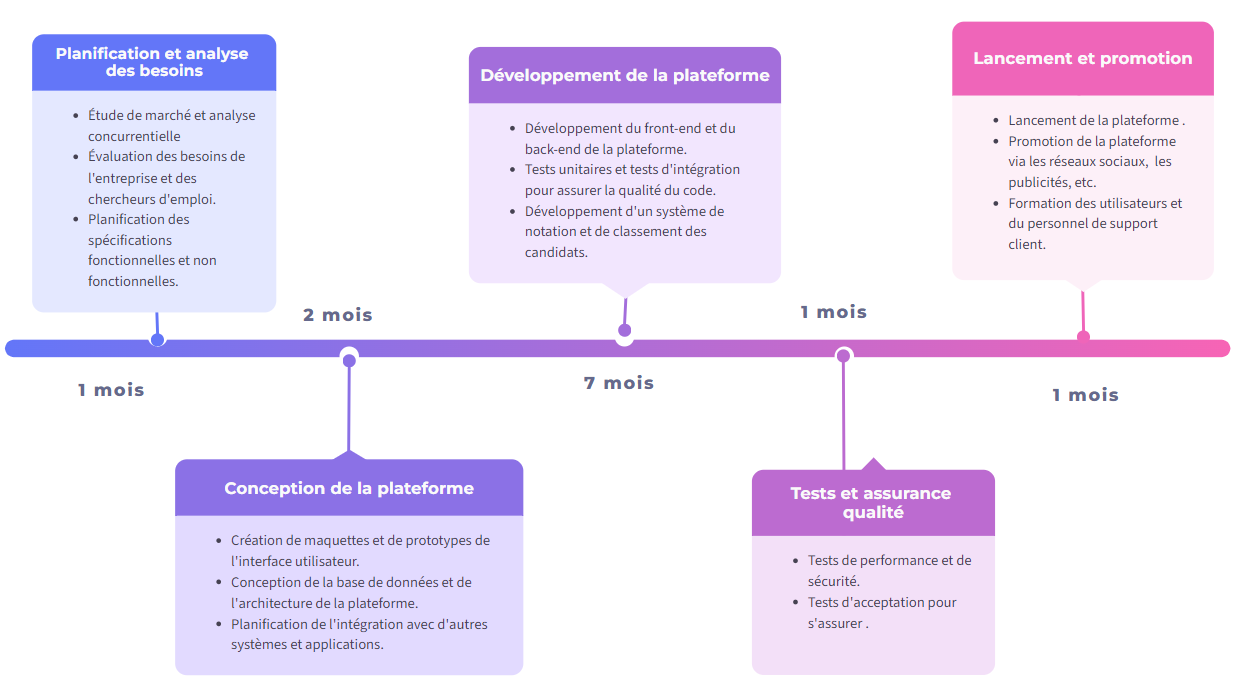 Planification et analyse
des besoins
• Étude de marché et analyse
concurrentielle
• Évaluation des besoins de
l'entreprise et des
chercheurs d'emploi.
• Planification des
spécifications
fonctionnelles et non
fonctionnelles.
1 mois
2 mois
Conception de la plateforme
• Création de maquettes et de prototypes de
l'interface utilisateur.
• Conception de la base de données et de
l'architecture de la plateforme.
• Planification de l'intégration avec d'autres
systèmes et applications.
Développement de la plateforme
• Développement du front-end et du
back-end de la plateforme.
• Tests unitaires et tests d'intégration
pour assurer la qualité du code.
• Développement d'un système de
notation et de classement des
candidats.
7 mois
1 mois
Tests et assurance
qualité
• Tests de performance et de
sécurité.
• Tests d'acceptation pour
s'assurer .
Lancement et promotion
• Lancement de la plateforme .
• Promotion de la plateforme
via les réseaux sociaux,  les
publicités, etc.
• Formation des utilisateurs et
du personnel de support
client.
1 mois